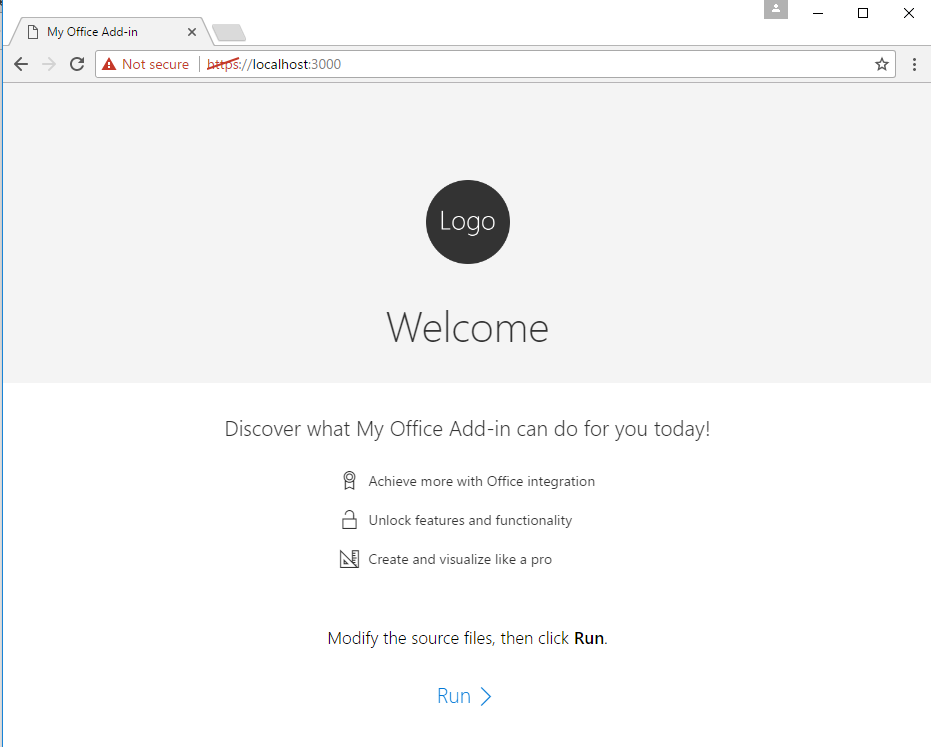 My Office Add-in
Not secure https://localhost:3000
Logo
Welcome
Discover what My Office Add-in can do for you today!
Achieve more with Office integration
Unlock features and functionality
Create and visualize like a pro
Modify the source files, then click Run.
Run